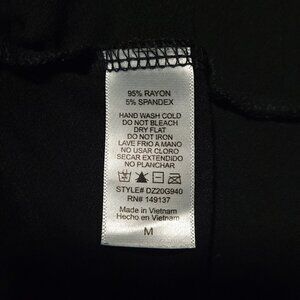 95% RAYON
5% SPANDEX
HAND WASH COLD
DO NOT BLEACH
DRY FLAT
DO NOT IRON
LAVE FRIO A MANO
NO USAR CLORO
SECAR EXTENDIDO
NO PLANCHAR
STYLE# DZ20G940
RN# 149137
Made in Vietnam
Hecho en Vietnam
M